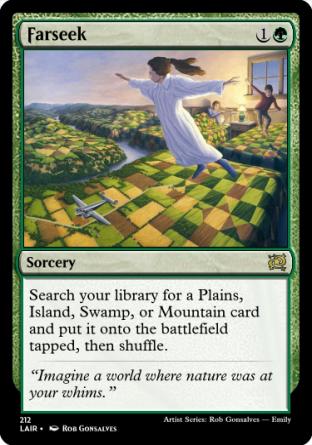 Farseek 1
Sorcery
Search your library for a Plains,
Island, Swamp, or Mountain card
and put it onto the battlefield
tapped, then shuffle.
“Imagine a world where nature was at
your whims.”
212 Artist Series: Rob Gonsalves — Emily
LAIR • Rob Gonsalves